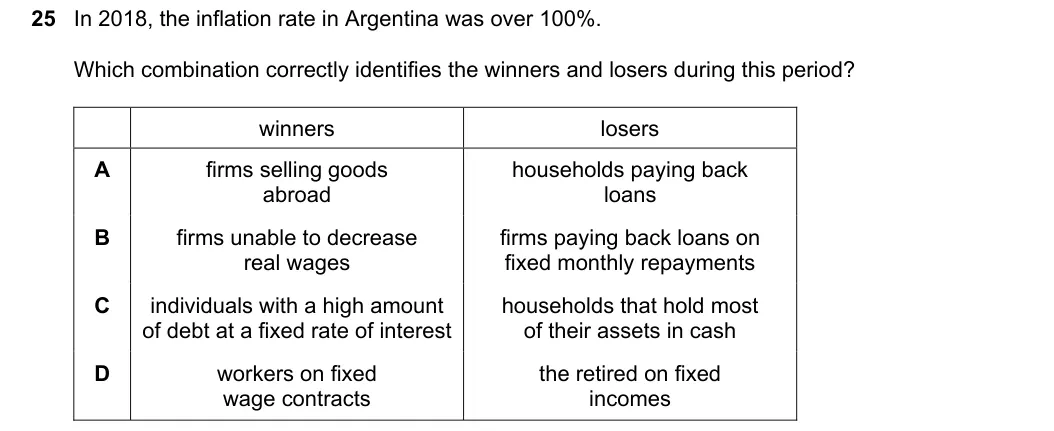 25 In 2018, the inflation rate in Argentina was over 100%.
Which combination correctly identifies the winners and losers during this period?
winners losers
A firms selling goods households paying back
abroad loans
B firms unable to decrease firms paying back loans on
real wages fixed monthly repayments
C individuals with a high amount households that hold most
of debt at a fixed rate of interest of their assets in cash
D workers on fixed the retired on fixed
wage contracts incomes